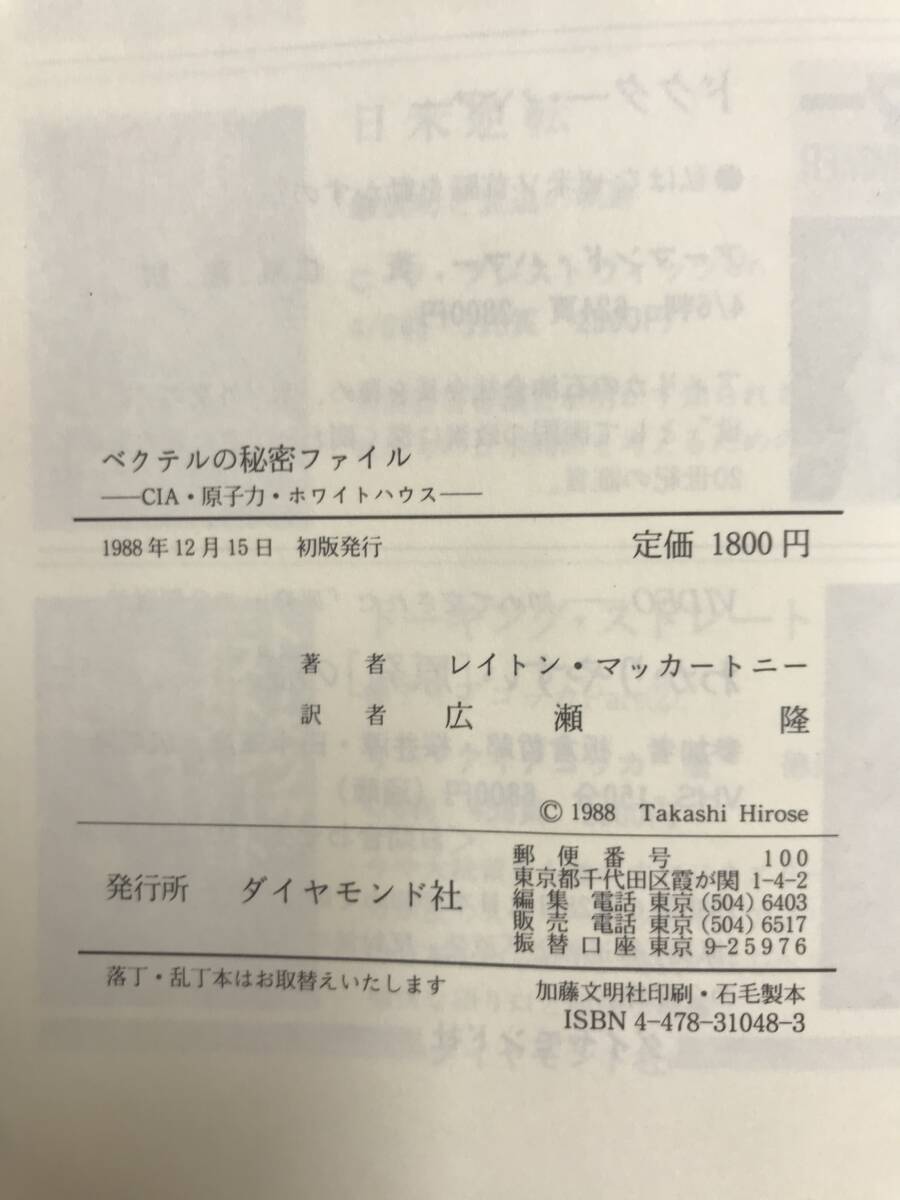 ベクテルの秘密ファイル
――CIA・原子力・ホワイトハウス――
1988年12月15日 初版発行 定価 1800円
著者 レイトン・マッカートニー
訳者 広瀬 隆
© 1988 Takashi Hirose
発行所 ダイヤモンド社
郵便番号 100
東京都千代田区霞が関 1-4-2
編集 電話 東京 (504) 6403
販売 電話 東京 (504) 6517
振替口座 東京 9-25976
落丁・乱丁本はお取替えいたします
加藤文明社印刷・石毛製本
ISBN 4-478-31048-3